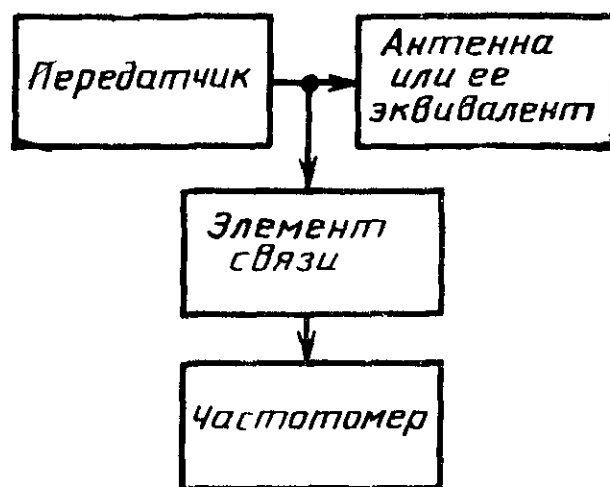 Передатчик
Антенна
или ее
эквивалент
Элемент
связи
Частотомер